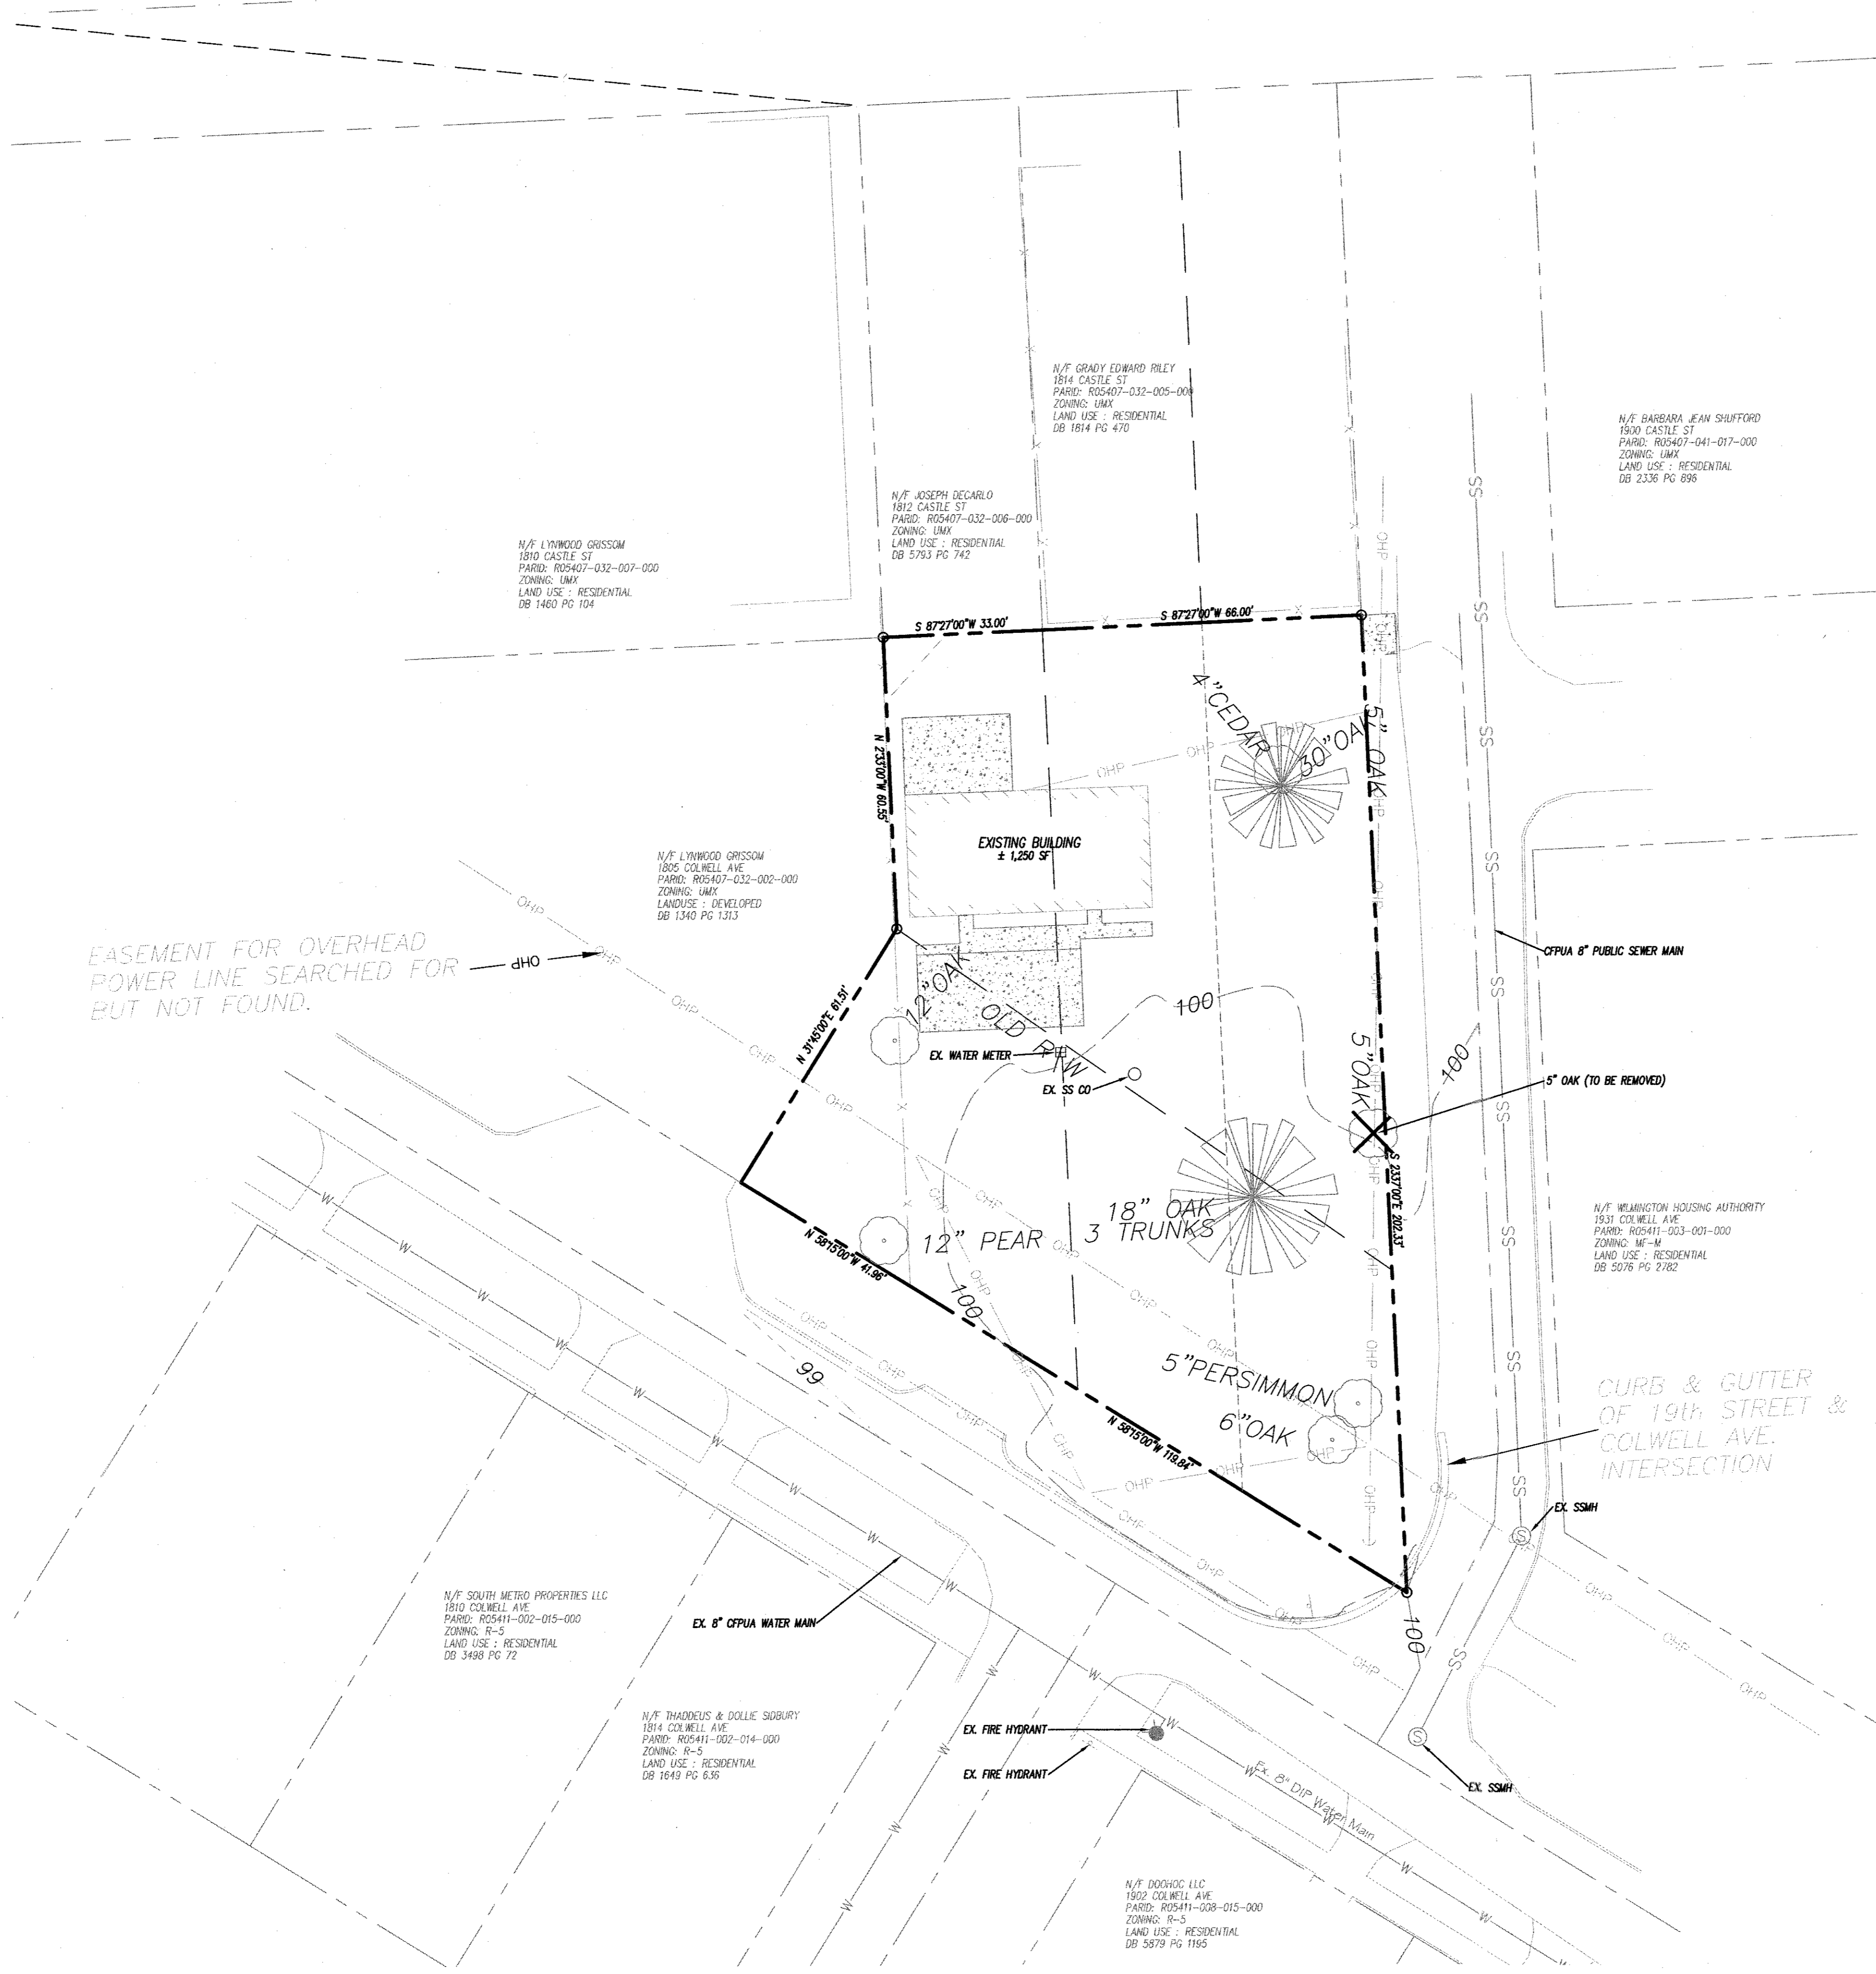 N/F GRADY EDWARD RILEY
1814 CASTLE ST
PARID: R05407-032-005-000
ZONING: UMX
LAND USE : RESIDENTIAL
DB 1814 PG 470
N/F BARBARA JEAN SHUFFORD
1900 CASTLE ST
PARID: R05407-041-017-000
ZONING: UMX
LAND USE : RESIDENTIAL
DB 2336 PG 896
N/F JOSEPH DECARLO
1812 CASTLE ST
PARID: R05407-032-006-000
ZONING: UMX
LAND USE : RESIDENTIAL
DB 5793 PG 742
N/F LYNWOOD GRISSOM
1810 CASTLE ST
PARID: R05407-032-007-000
ZONING: UMX
LAND USE : RESIDENTIAL
DB 1460 PG 104
S 87°27'00"W 33.00'
S 87°27'00"W 66.00'
N 2°33'00"W 60.55'
4"CEDAR
30"OAK
5" OAK
OHP
OHP
EXISTING BUILDING
± 1,250 SF
N/F LYNWOOD GRISSOM
1805 COLWELL AVE
PARID: R05407-032-002-000
ZONING: UMX
LANDUSE : DEVELOPED
DB 1340 PG 1313
EASEMENT FOR OVERHEAD
POWER LINE SEARCHED FOR
BUT NOT FOUND.
OHP
CFPUA 8" PUBLIC SEWER MAIN
SS
SS
N 31°45'00"E 61.51'
12"OAK
OLD R/W
100
EX. WATER METER
EX. SS CO
5"OAK
100
5" OAK (TO BE REMOVED)
S 2°33'7'00"E 202.33'
18" OAK
3 TRUNKS
12" PEAR
N 58°15'00"W 41.96'
100
99
N/F WILMINGTON HOUSING AUTHORITY
1931 COLWELL AVE
PARID: R05411-003-001-000
ZONING: MF-M
LAND USE : RESIDENTIAL
DB 5076 PG 2782
5"PERSIMMON
6"OAK
N 58°15'00"W 119.84'
CURB & GUTTER
OF 19th STREET &
COLWELL AVE.
INTERSECTION
EX. SSMH
100
N/F SOUTH METRO PROPERTIES LLC
1810 COLWELL AVE
PARID: R05411-002-015-000
ZONING: R-5
LAND USE : RESIDENTIAL
DB 3498 PG 72
EX. 8" CFPUA WATER MAIN
N/F THADDEUS & DOLLIE SIDBURY
1814 COLWELL AVE
PARID: R05411-002-014-000
ZONING: R-5
LAND USE : RESIDENTIAL
DB 1649 PG 636
EX. FIRE HYDRANT
EX. FIRE HYDRANT
EX. SSMH
Ex. 8" DIP Water Main
N/F DOOHOC LLC
1902 COLWELL AVE
PARID: R05411-008-015-000
ZONING: R-5
LAND USE : RESIDENTIAL
DB 5879 PG 1195